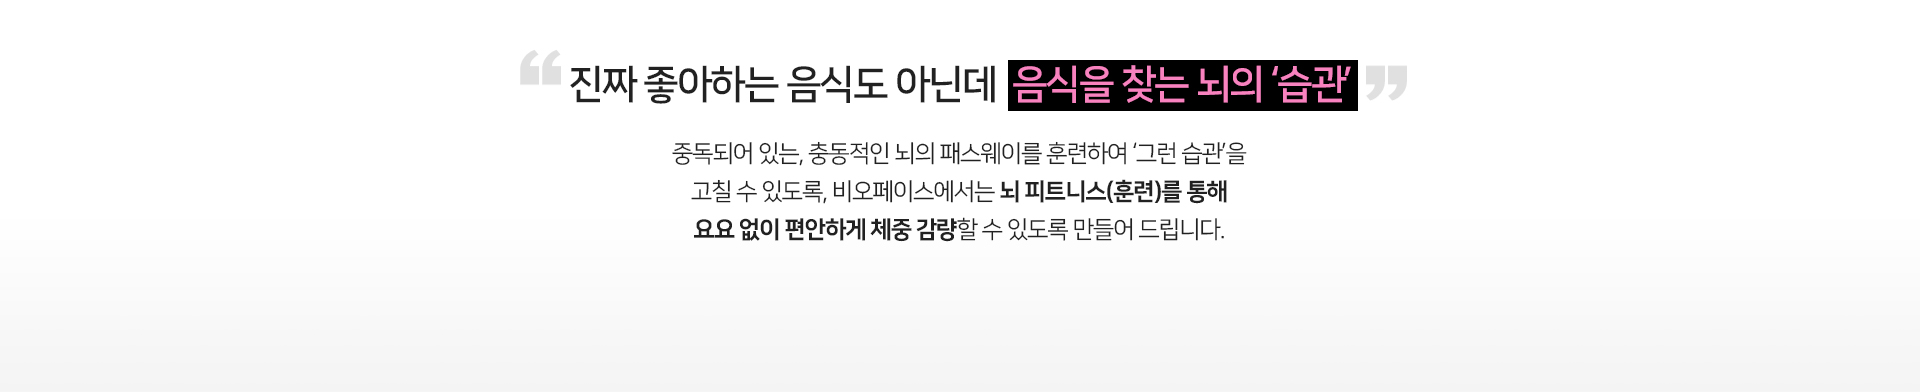 “ 진짜 좋아하는 음식도 아닌데 음식을 찾는 뇌의 ‘습관’ ”
중독되어 있는, 충동적인 뇌의 패스웨이를 훈련하여 ‘그런 습관’을
고칠 수 있도록, 비오페이스에서는 뇌 피트니스(훈련)를 통해
요요 없이 편안하게 체중 감량할 수 있도록 만들어 드립니다.